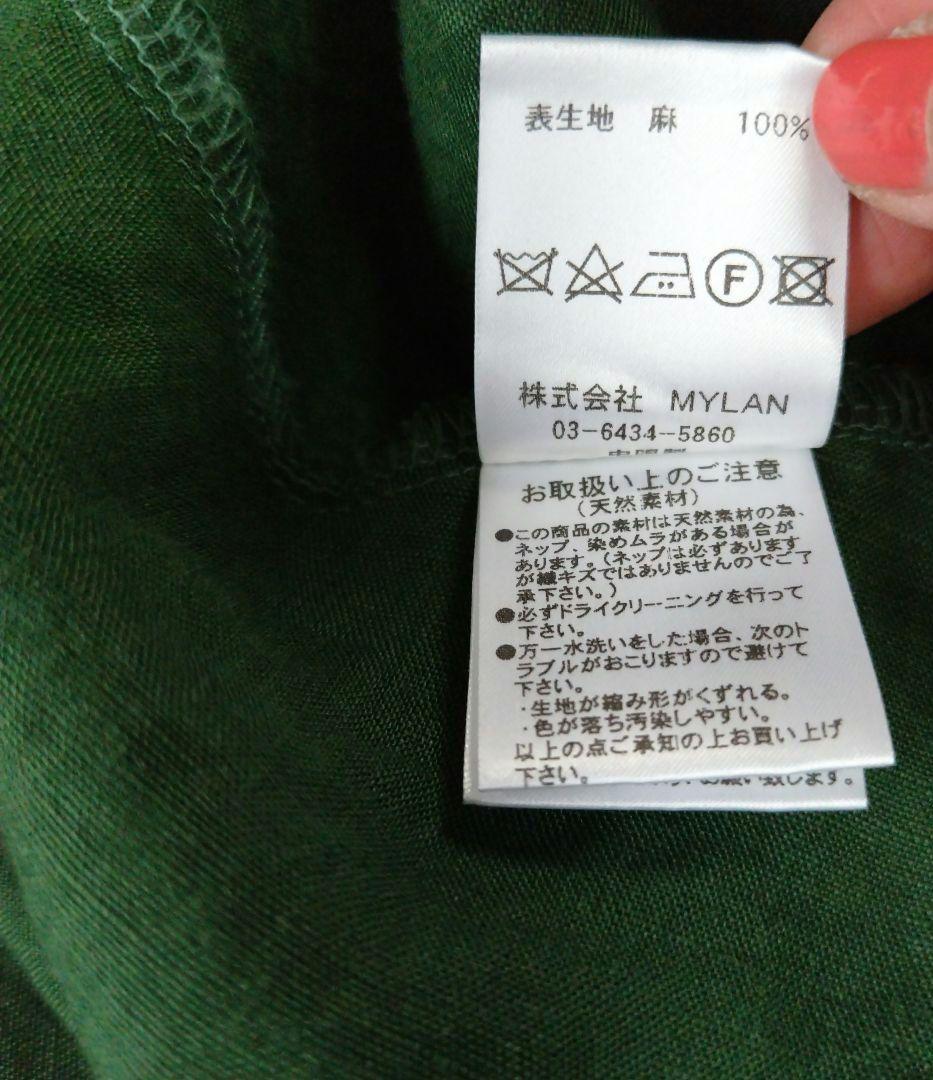 表生地 麻 100%
F
株式会社 MYLAN
03-6434-5860
お取扱い上のご注意
(天然素材)
●この商品の素材は天然素材の為、
ネップ、染めムラがある場合が
あります。(ネップは必ずあります
が織キズではありませんのでご了
承下さい。)
●必ずドライクリーニングを行って
下さい。
●万一水洗いをした場合、次のト
ラブルがおこりますので避けて
下さい。
・生地が縮み形がくずれる。
・色が落ち汚染しやすい。
以上の点ご承知の上お買い上げ
下さい。
お願い致します。